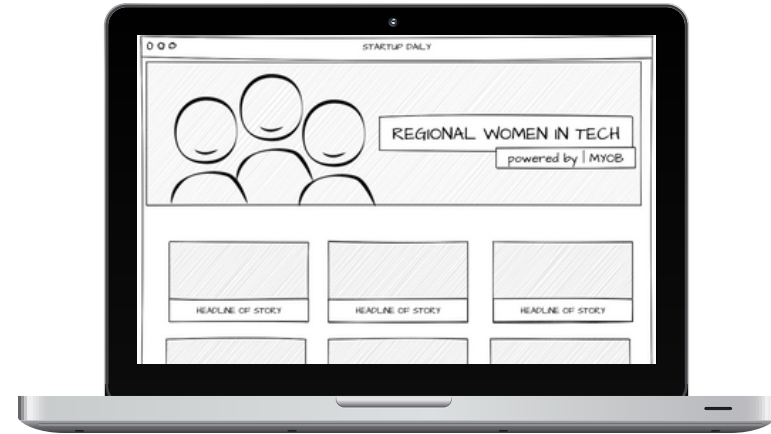 STARTUP DAILY
REGIONAL WOMEN IN TECH
powered by | MYOB
HEADLINE OF STORY
HEADLINE OF STORY
HEADLINE OF STORY